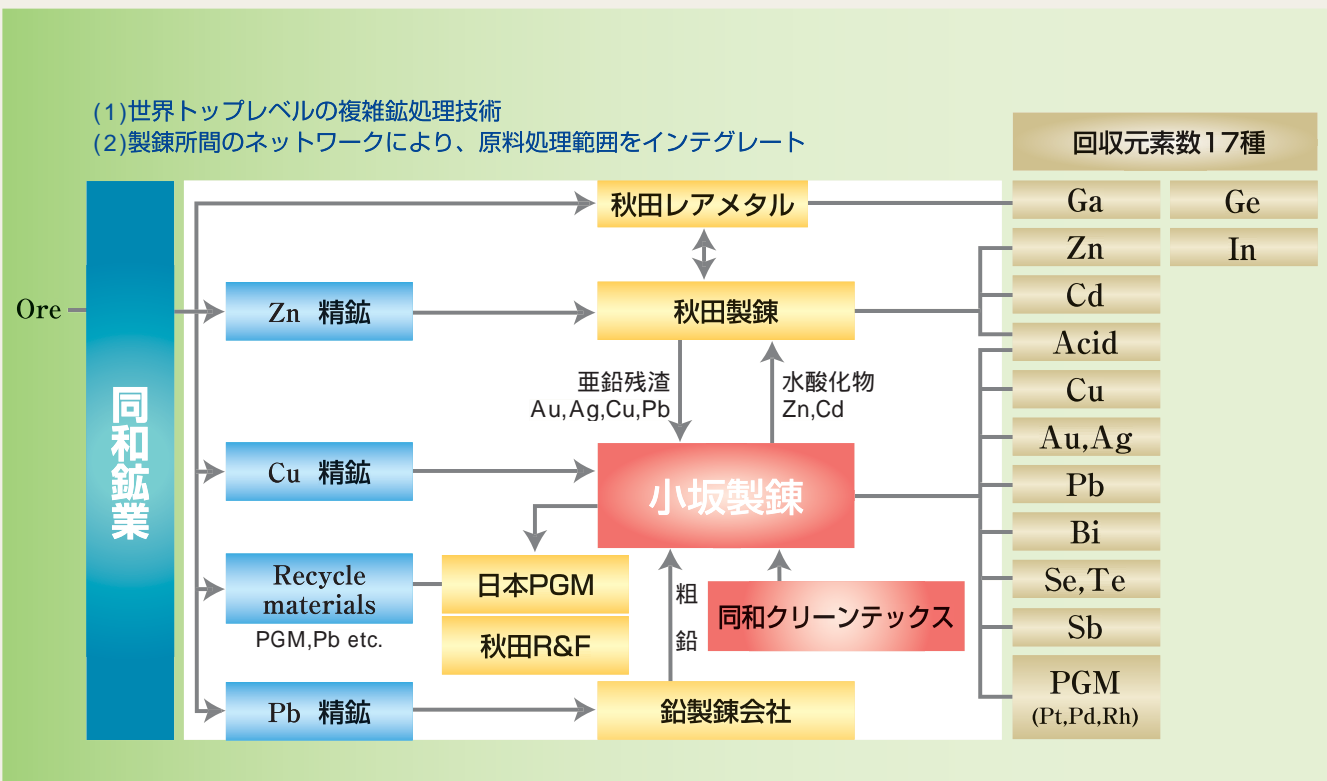 (1)世界トップレベルの複雑鉱処理技術
(2)製錬所間のネットワークにより、原料処理範囲をインテグレート
回収元素数17種
Ore
同和鉱業
秋田レアメタル
Ga
Ge
Zn
In
Zn 精鉱
秋田製錬
Cd
Acid
亜鉛残渣
Au,Ag,Cu,Pb
水酸化物
Zn,Cd
Cu
Au,Ag
Cu 精鉱
小坂製錬
Pb
Bi
Recycle
materials
PGM,Pb etc.
日本PGM
秋田R&F
粗
鉛
同和クリーンテックス
Se,Te
Sb
Pb 精鉱
鉛製錬会社
PGM
(Pt,Pd,Rh)